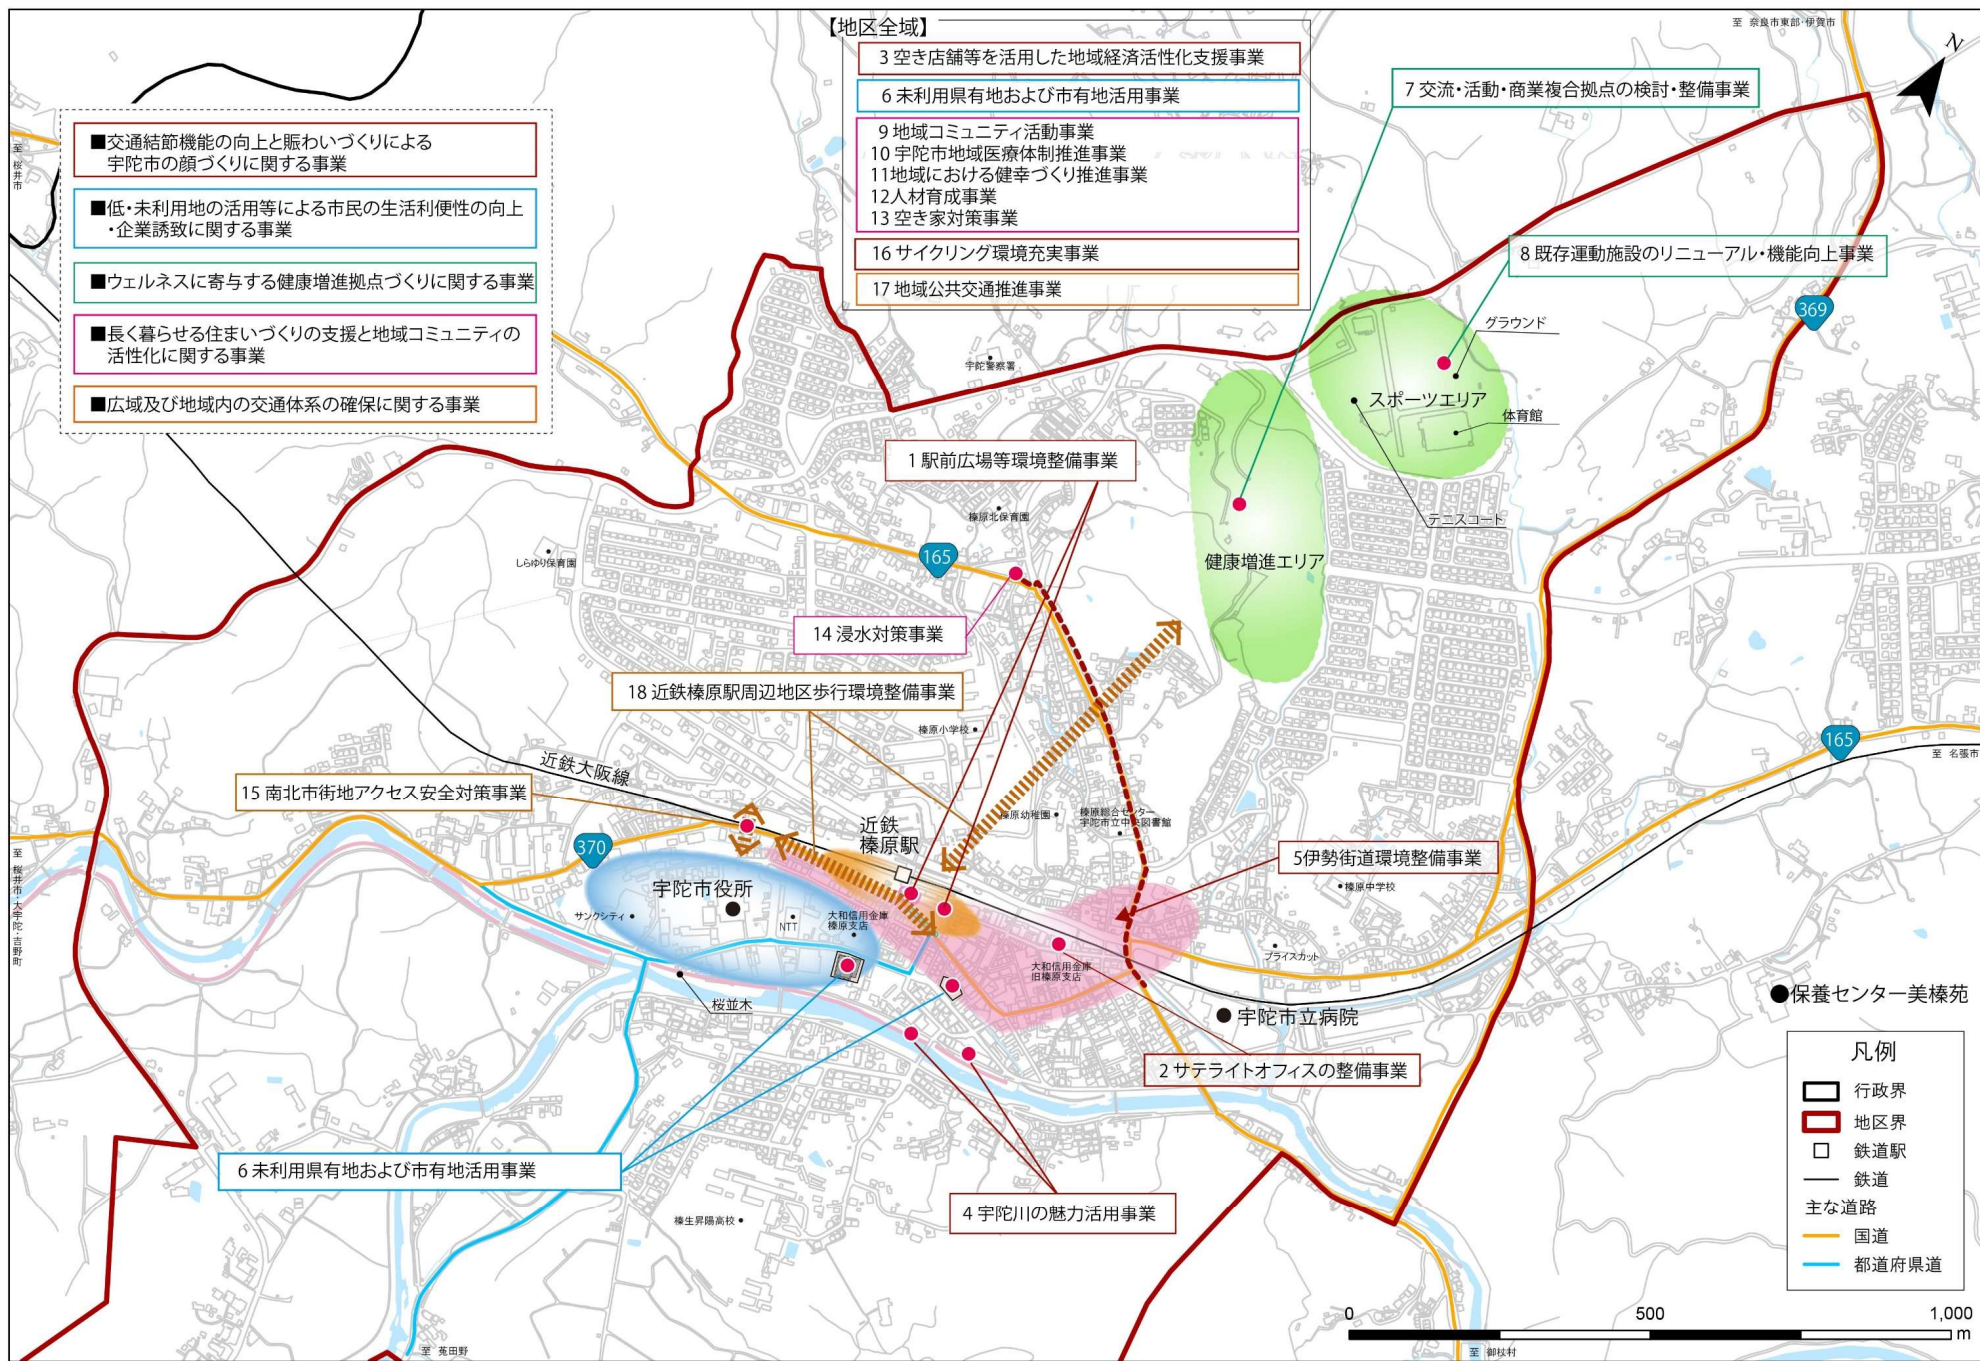 【地区全域】
3 空き店舗等を活用した地域経済活性化支援事業
6 未利用県有地および市有地活用事業
9 地域コミュニティ活動事業
10 宇陀市地域医療体制推進事業
11地域における健幸づくり推進事業
12人材育成事業
13 空き家対策事業
16 サイクリング環境充実事業
17 地域公共交通推進事業
■交通結節機能の向上と賑わいづくりによる
宇陀市の顔づくりに関する事業
■低・未利用地の活用等による市民の生活利便性の向上
・企業誘致に関する事業
■ウェルネスに寄与する健康増進拠点づくりに関する事業
■長く暮らせる住まいづくりの支援と地域コミュニティの
活性化に関する事業
■広域及び地域内の交通体系の確保に関する事業
至 奈良市東部・伊賀市
N
至 桜井市
7 交流・活動・商業複合拠点の検討・整備事業
8 既存運動施設のリニューアル・機能向上事業
369
グラウンド
スポーツエリア
体育館
テニスコート
健康増進エリア
宇陀警察署
1 駅前広場等環境整備事業
榛原北保育園
しらゆり保育園
165
14 浸水対策事業
18 近鉄榛原駅周辺地区歩行環境整備事業
榛原小学校
165
至 名張市
近鉄大阪線
15 南北市街地アクセス安全対策事業
近鉄
榛原駅
榛原幼稚園
榛原総合センター
宇陀市立中央図書館
370
5伊勢街道環境整備事業
榛原中学校
至 桜井市・大宇陀・吉野町
宇陀市役所
サンクシティ
NTT
大和信用金庫
榛原支店
大和信用金庫
旧榛原支店
プライスカット
桜並木
保養センター美榛苑
宇陀市立病院
2 サテライトオフィスの整備事業
6 未利用県有地および市有地活用事業
4 宇陀川の魅力活用事業
榛生昇陽高校
凡例
行政界
地区界
鉄道駅
鉄道
主な道路
国道
都道府県道
0 500 1,000
m
至 菟田野
至 御杖村